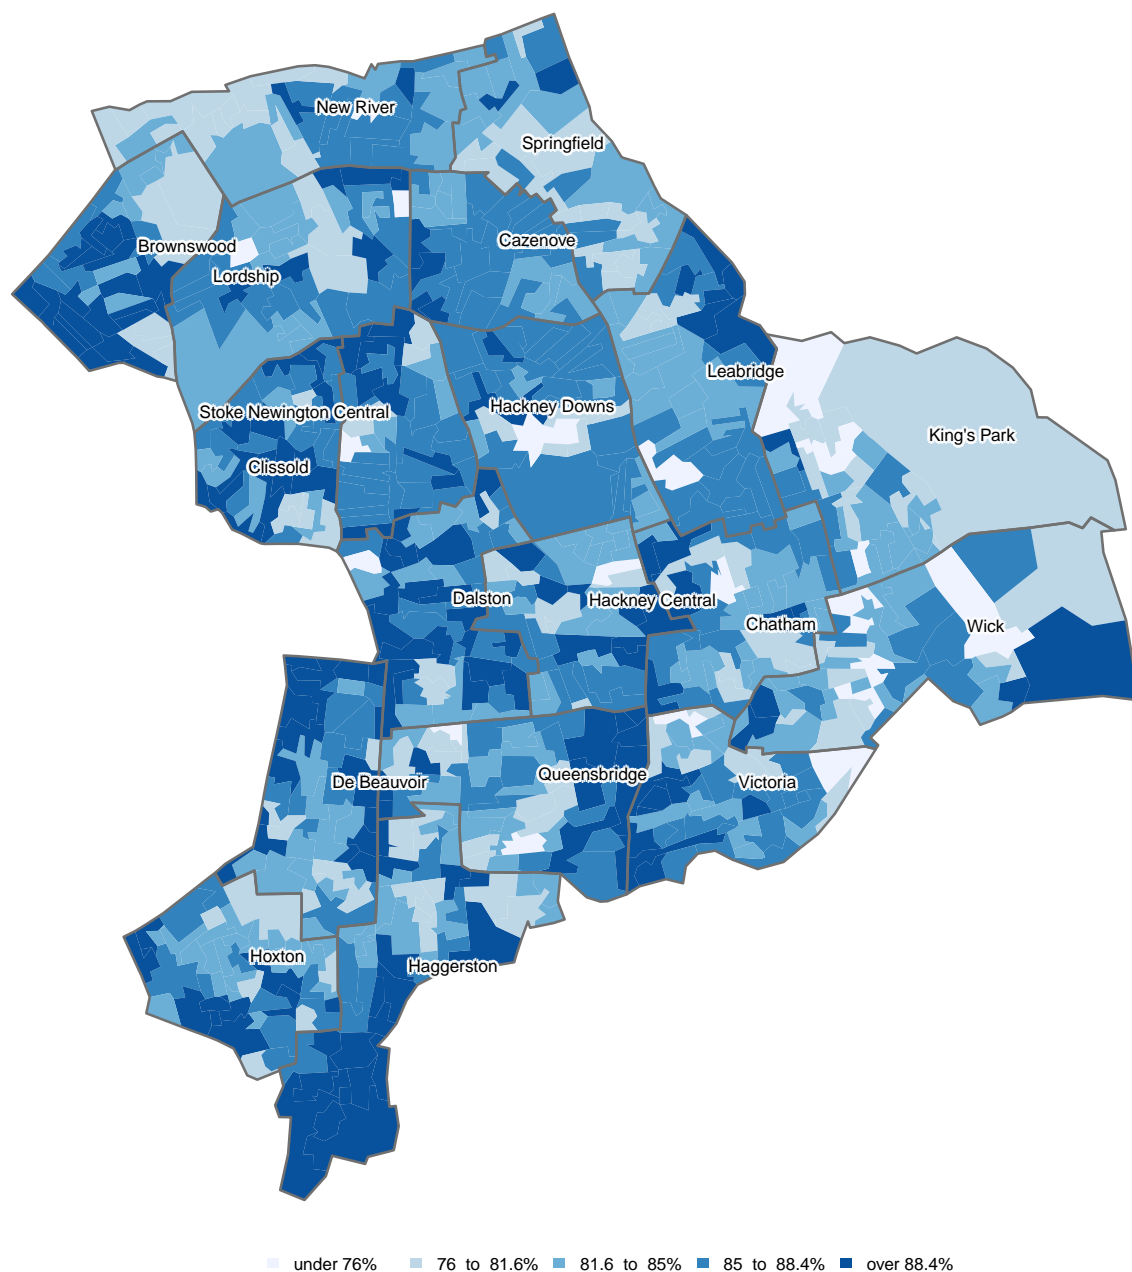 New River
Springfield
Cazenove
Brownswood
Lordship
Leabridge
Hackney Downs
Stoke Newington Central
King's Park
Clissold
Dalston
Hackney Central
Chatham
Wick
Queensbridge
De Beauvoir
Victoria
Hoxton
Haggerston
under 76% 76 to 81.6% 81.6 to 85% 85 to 88.4% over 88.4%